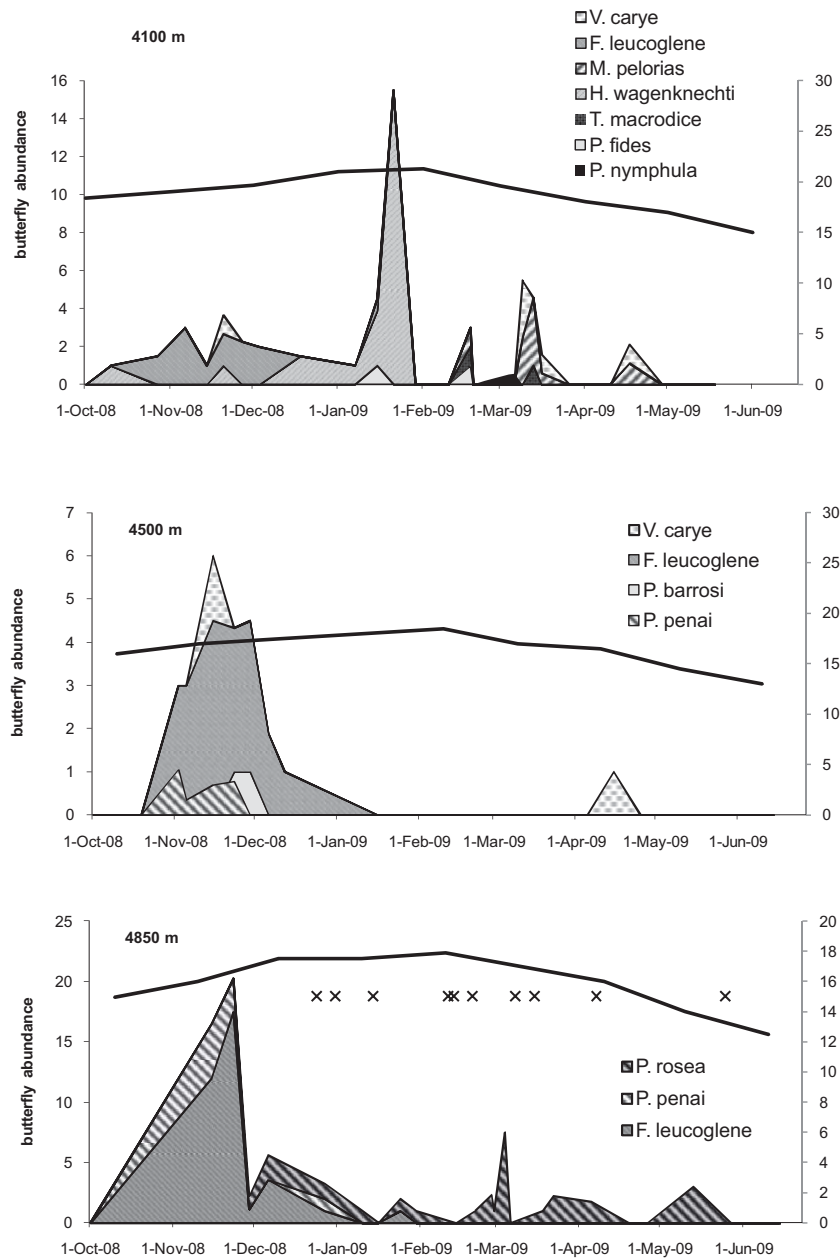 4100 m
V. carye
F. leucoglene
M. pelorias
H. wagenknechti
T. macrodice
P. fides
P. nymphula
butterfly abundance
16
14
12
10
8
6
4
2
0
30
25
20
15
10
5
0
1-Oct-08 1-Nov-08 1-Dec-08 1-Jan-09 1-Feb-09 1-Mar-09 1-Apr-09 1-May-09 1-Jun-09
4500 m
V. carye
F. leucoglene
P. barrosi
P. penai
butterfly abundance
7
6
5
4
3
2
1
0
30
25
20
15
10
5
0
1-Oct-08 1-Nov-08 1-Dec-08 1-Jan-09 1-Feb-09 1-Mar-09 1-Apr-09 1-May-09 1-Jun-09
4850 m
P. rosea
P. penai
F. leucoglene
butterfly abundance
25
20
15
10
5
0
20
18
16
14
12
10
8
6
4
2
0
1-Oct-08 1-Nov-08 1-Dec-08 1-Jan-09 1-Feb-09 1-Mar-09 1-Apr-09 1-May-09 1-Jun-09